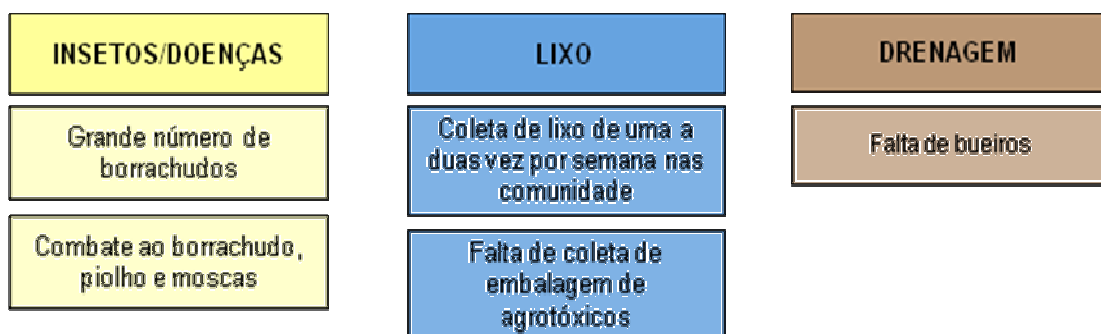 INSETOS/DOENÇAS
Grande número de
borrachudos
Combate ao borrachudo,
piolho e moscas
LIXO
Coleta de lixo de uma a
duas vez por semana nas
comunidade
Falta de coleta de
embalagem de
agrotóxicos
DRENAGEM
Falta de bueiros